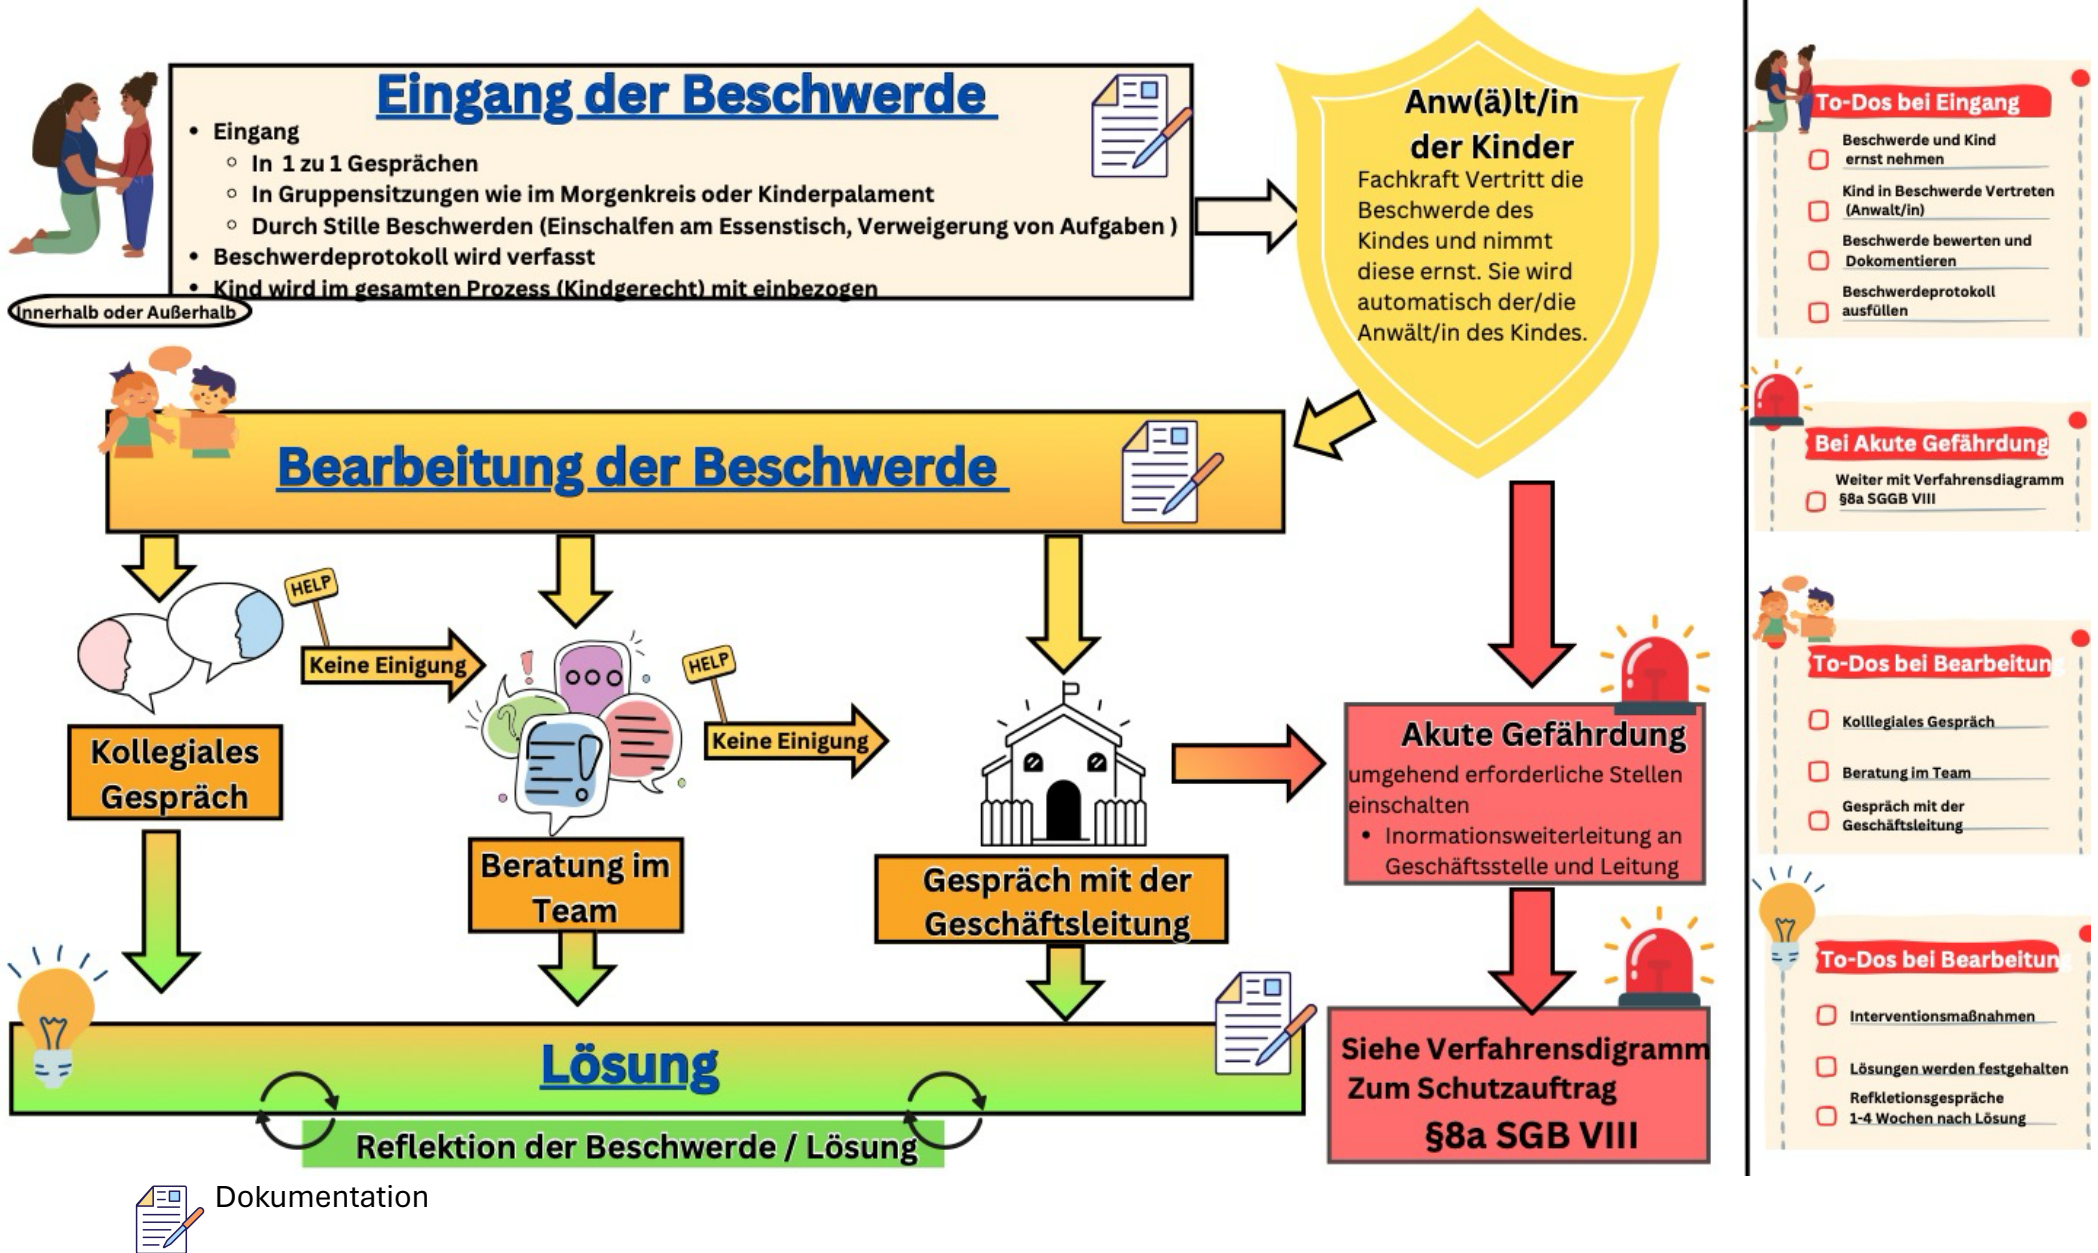 Eingang der Beschwerde
• Eingang
○ In 1 zu 1 Gesprächen
○ In Gruppensitzungen wie im Morgenkreis oder Kinderpalament
○ Durch Stille Beschwerden (Einschalfen am Essenstisch, Verweigerung von Aufgaben )
• Beschwerdeprotokoll wird verfasst
• Kind wird im gesamten Prozess (Kindgerecht) mit einbezogen
innerhalb oder Außerhalb
Anw(ä)lt/in
der Kinder
Fachkraft Vertritt die
Beschwerde des
Kindes und nimmt
diese ernst. Sie wird
automatisch der/die
Anwält/in des Kindes.
Bearbeitung der Beschwerde
HELP
Keine Einigung
HELP
Keine Einigung
Kollegiales
Gespräch
Beratung im
Team
Gespräch mit der
Geschäftsleitung
Akute Gefährdung
umgehend erforderliche Stellen
einschalten
• Inormationsweiterleitung an
Geschäftsstelle und Leitung
Lösung
Reflektion der Beschwerde / Lösung
Siehe Verfahrensdigramm
Zum Schutzauftrag
§8a SGB VIII
Dokumentation
To-Dos bei Eingang
Beschwerde und Kind
ernst nehmen
Kind in Beschwerde Vertreten
(Anwalt/in)
Beschwerde bewerten und
Dokomentieren
Beschwerdeprotokoll
ausfüllen
Bei Akute Gefährdung
Weiter mit Verfahrensdiagramm
§8a SGGB VIII
To-Dos bei Bearbeitung
Kolllegiales Gespräch
Beratung im Team
Gespräch mit der
Geschäftsleitung
To-Dos bei Bearbeitung
Interventionsmaßnahmen
Lösungen werden festgehalten
Refkletionsgespräche
1-4 Wochen nach Lösung